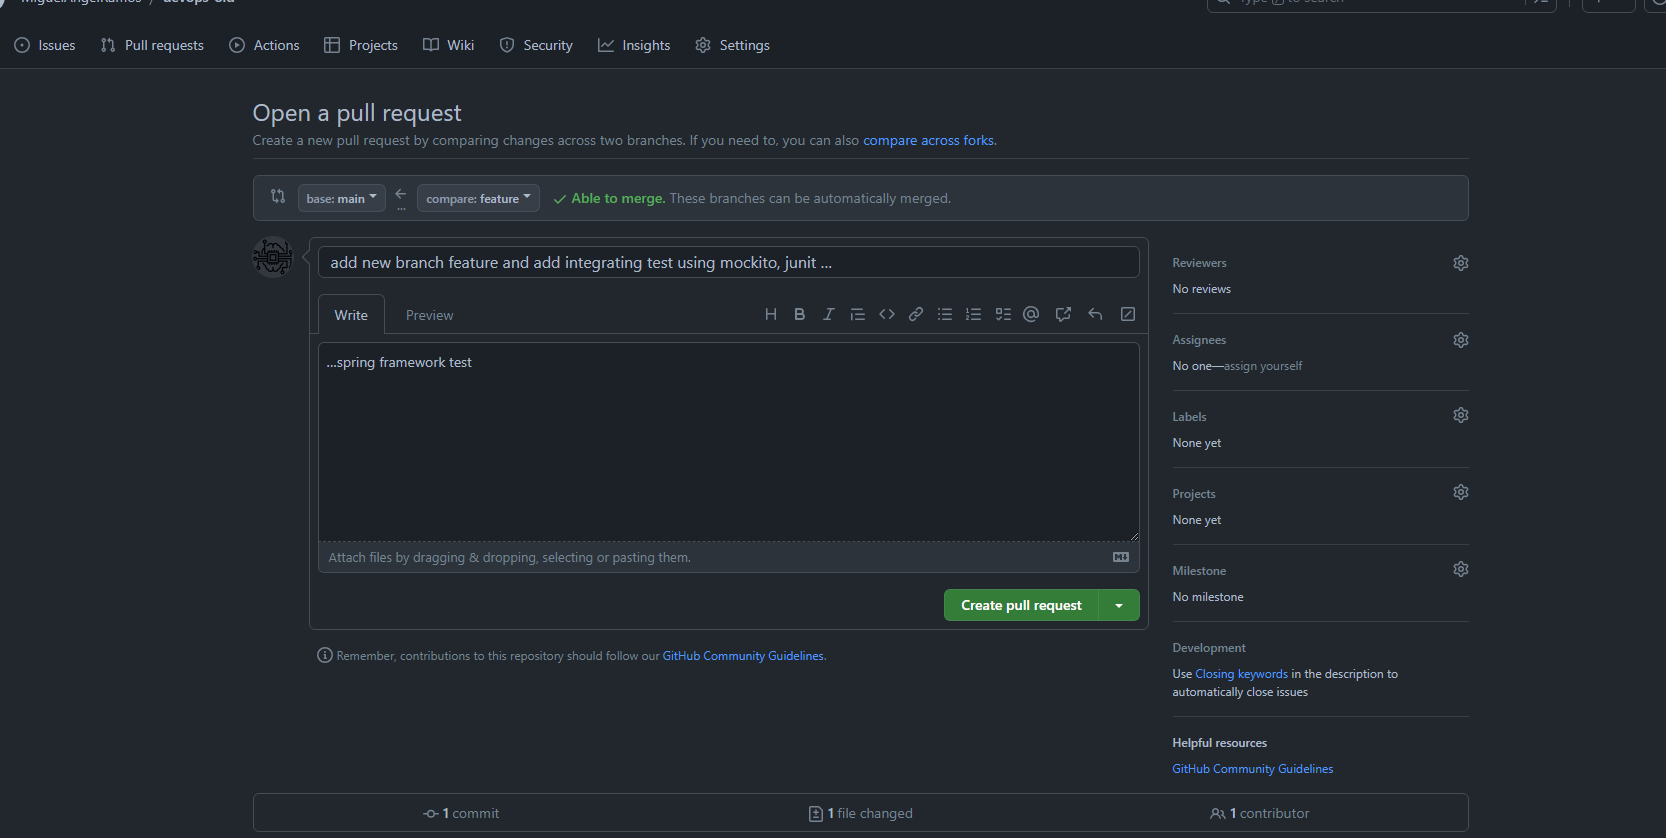 Issues Pull requests Actions Projects Wiki Security Insights Settings
Open a pull request
Create a new pull request by comparing changes across two branches. If you need to, you can also compare across forks.
base: main compare: feature Able to merge. These branches can be automatically merged.
add new branch feature and add integrating test using mockito, junit ...
Write Preview
...spring framework test
Attach files by dragging & dropping, selecting or pasting them.
Create pull request
Remember, contributions to this repository should follow our GitHub Community Guidelines.
Reviewers
No reviews
Assignees
No one—assign yourself
Labels
None yet
Projects
None yet
Milestone
No milestone
Development
Use Closing keywords in the description to
automatically close issues
Helpful resources
GitHub Community Guidelines
1 commit 1 file changed 1 contributor